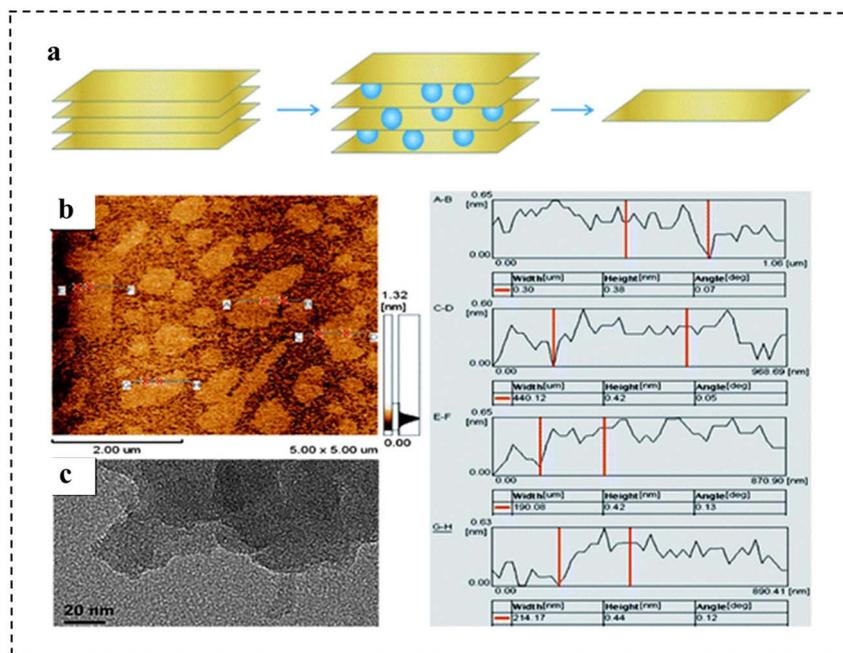 a
b
1.32
[nm]
0.00
2.00 um
5.00 x 5.00 um
c
20 nm
A-B
0.65
[nm]
0.00
0.00
1.06 [um]
Width[um] Height[nm] Angle[deg]
0.30 0.38 0.07
C-D
0.60
[nm]
0.00
0.00
968.69 [nm]
Width[um] Height[nm] Angle[deg]
440.12 0.42 0.05
E-F
0.65
[nm]
0.00
0.00
870.90 [nm]
Width[um] Height[nm] Angle[deg]
190.08 0.42 0.13
G-H
0.63
[nm]
0.00
0.00
890.41 [nm]
Width[um] Height[nm] Angle[deg]
214.17 0.44 0.12